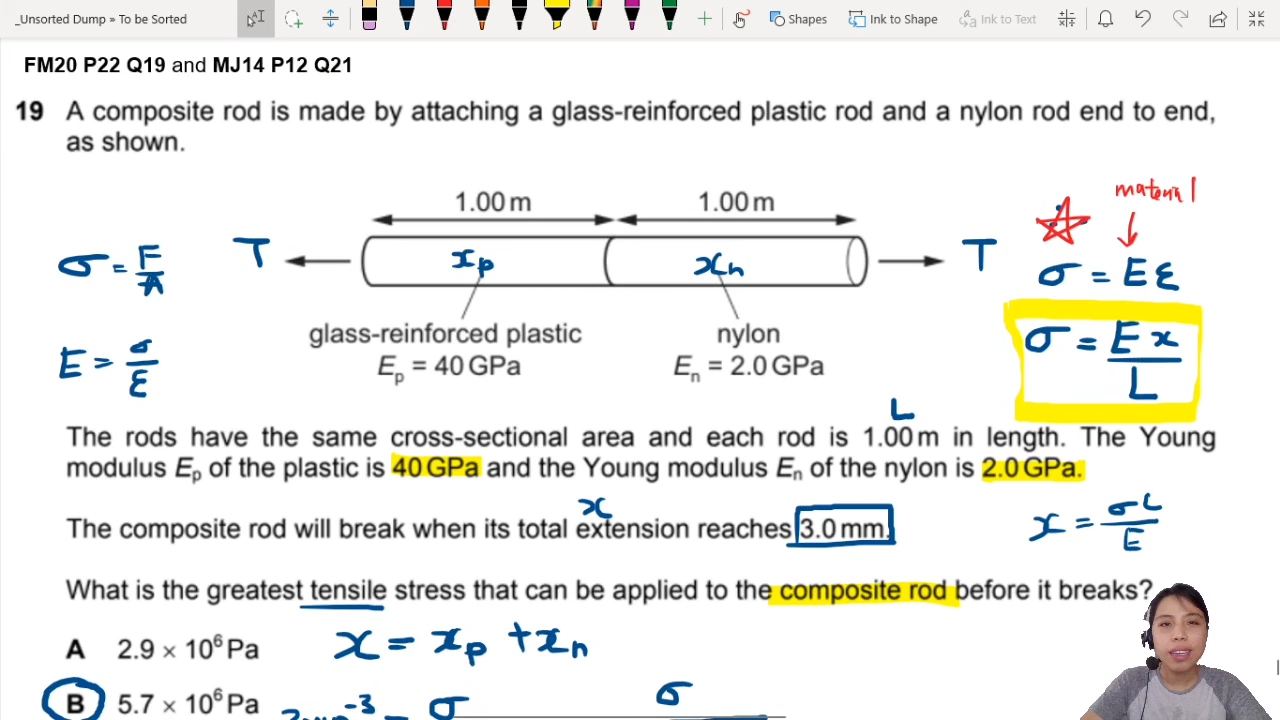 _Unsorted Dump » To be Sorted
Shapes
Ink to Shape
Ink to Text
FM20 P22 Q19 and MJ14 P12 Q21
19 A composite rod is made by attaching a glass-reinforced plastic rod and a nylon rod end to end,
as shown.
material
1.00 m 1.00 m
σ = F/A
T xp xn T
σ = Eε
glass-reinforced plastic nylon
σ = Ex/L
E = σ/ε
Ep = 40 GPa En = 2.0 GPa
L
The rods have the same cross-sectional area and each rod is 1.00 m in length. The Young
modulus Ep of the plastic is 40 GPa and the Young modulus En of the nylon is 2.0 GPa.
x
The composite rod will break when its total extension reaches 3.0 mm.
x = σL/E
What is the greatest tensile stress that can be applied to the composite rod before it breaks?
A 2.9 × 10⁶ Pa
x = xp + xn
B 5.7 × 10⁶ Pa
σ σ